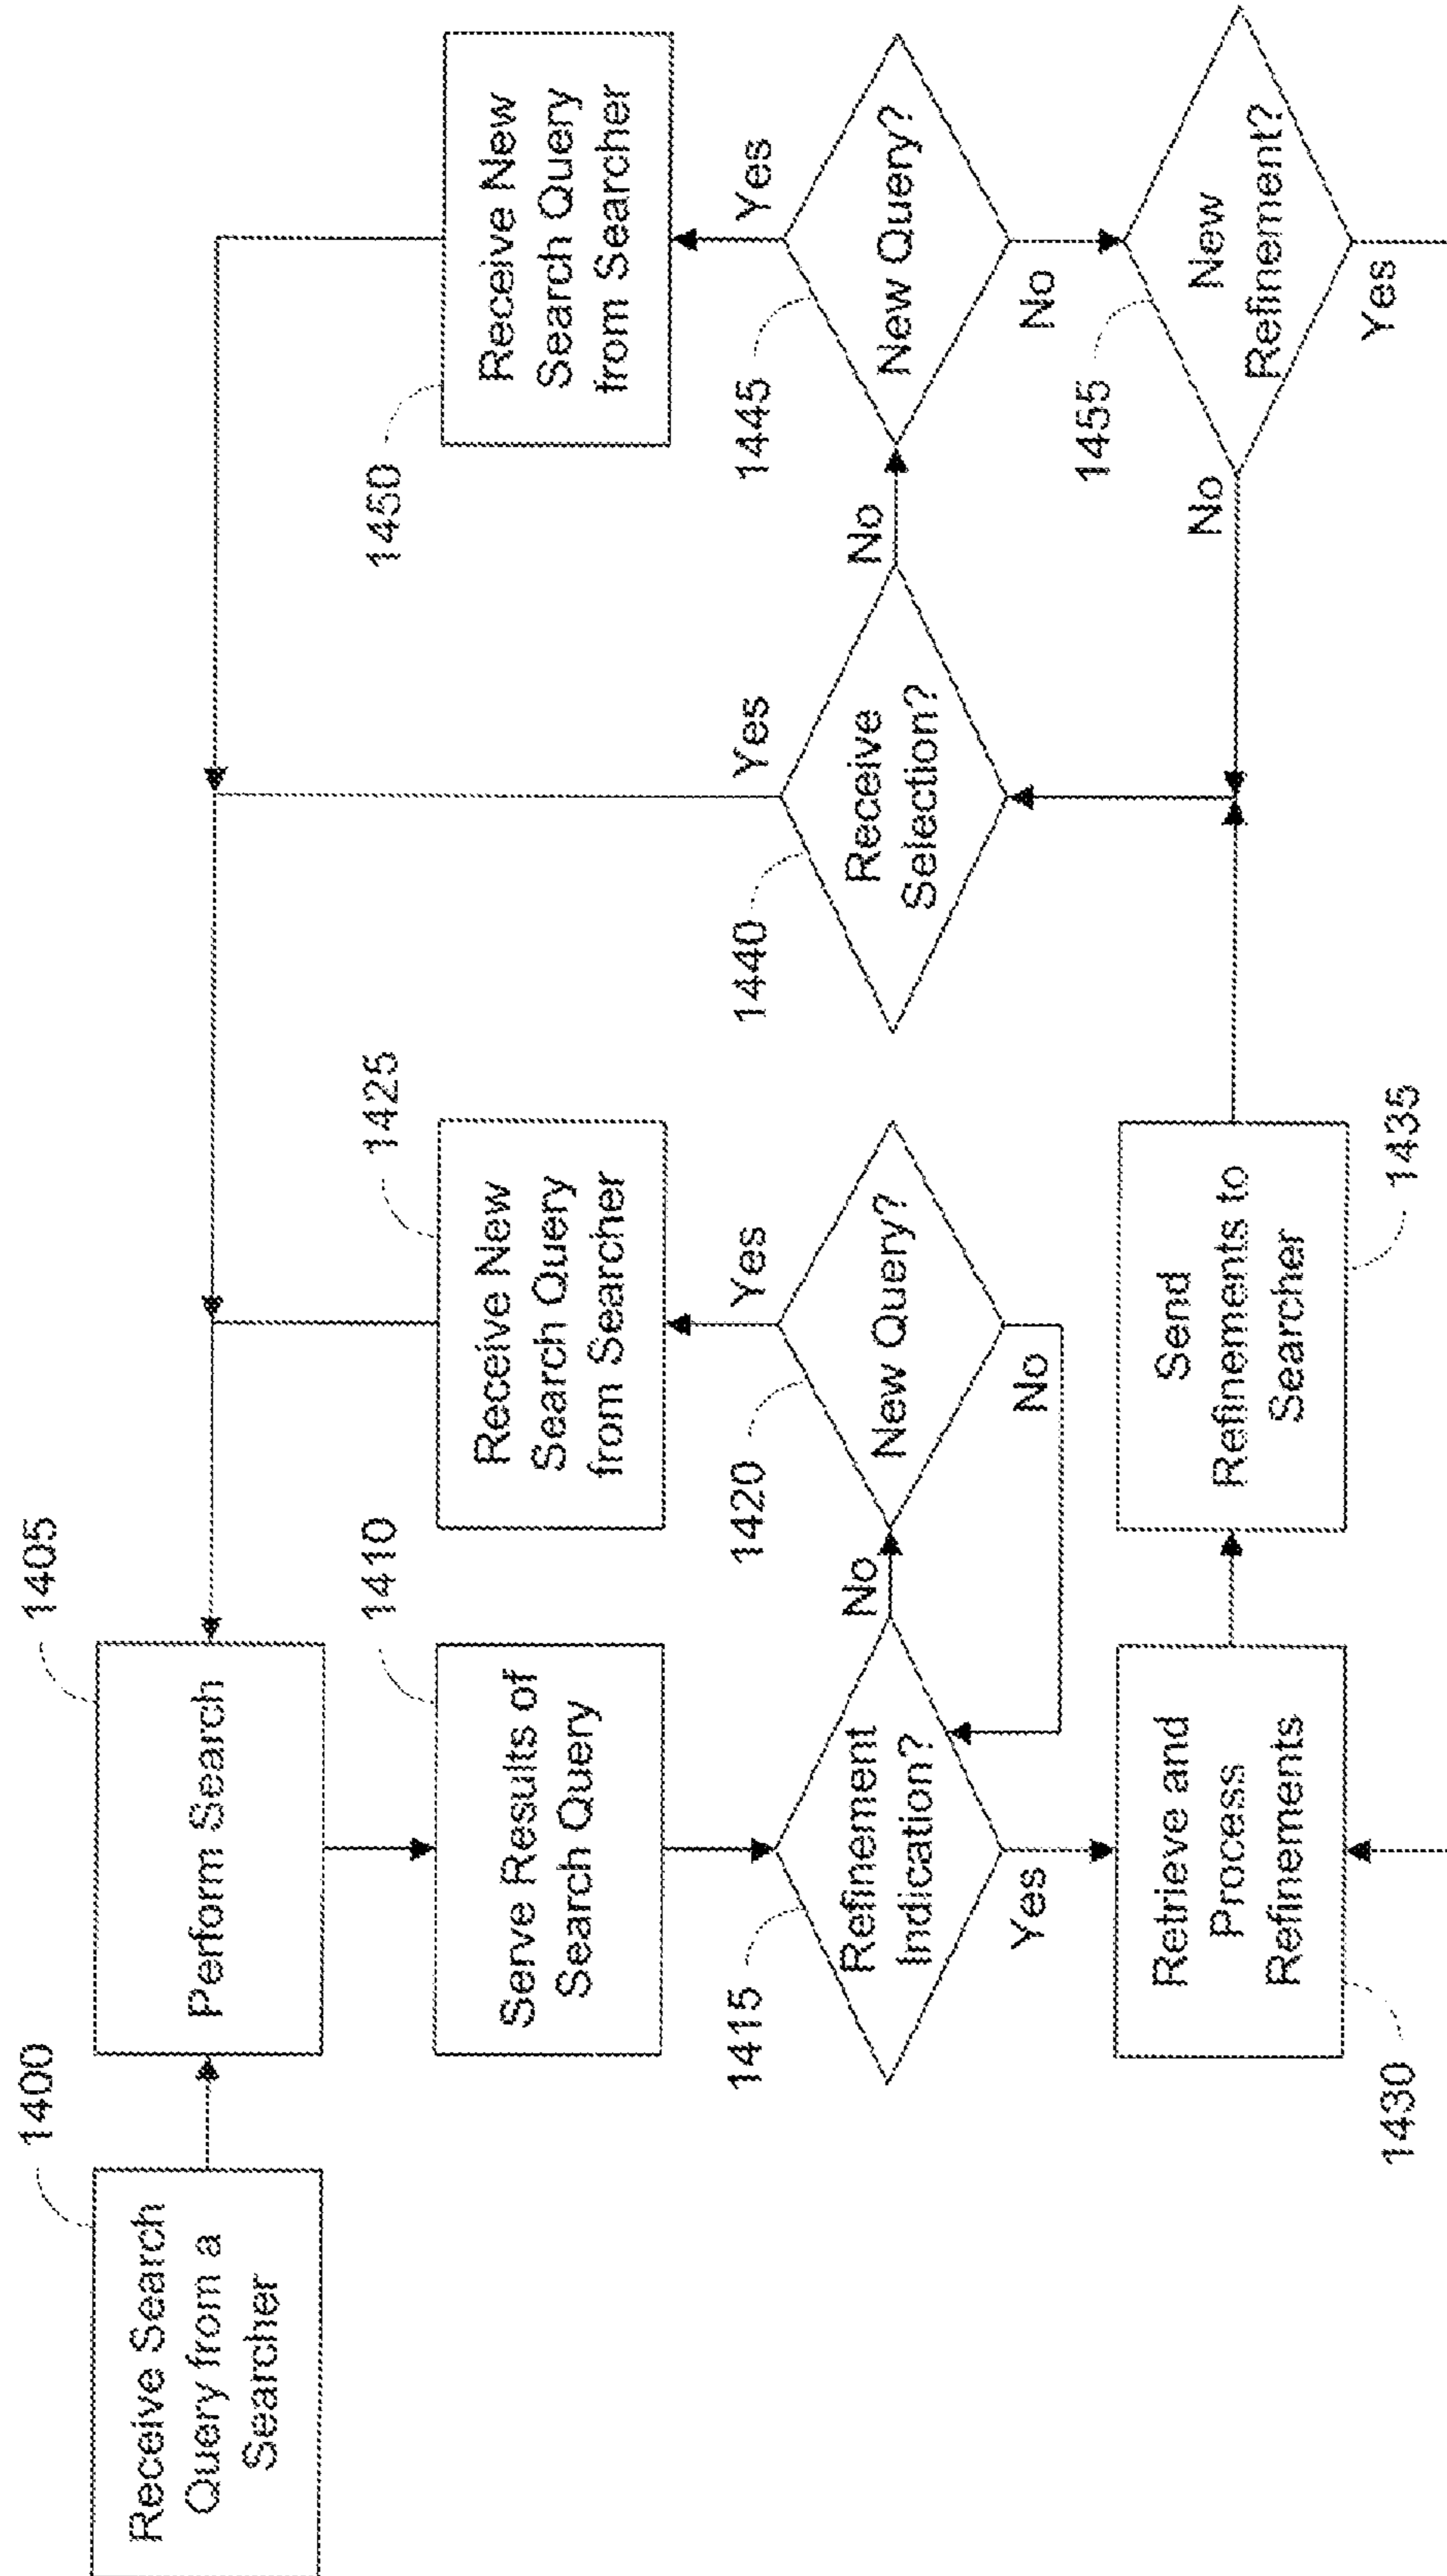 1400
Receive Search
Query from a
Searcher
1405
Perform Search
1410
Serve Results of
Search Query
1415
Refinement
Indication?
No
Yes
1420
New Query?
Yes
No
1425
Receive New
Search Query
from Searcher
1430
Retrieve and
Process
Refinements
1435
Send
Refinements to
Searcher
1440
Receive
Selection?
Yes
No
1445
New Query?
Yes
No
1450
Receive New
Search Query
from Searcher
1455
New
Refinement?
No
Yes